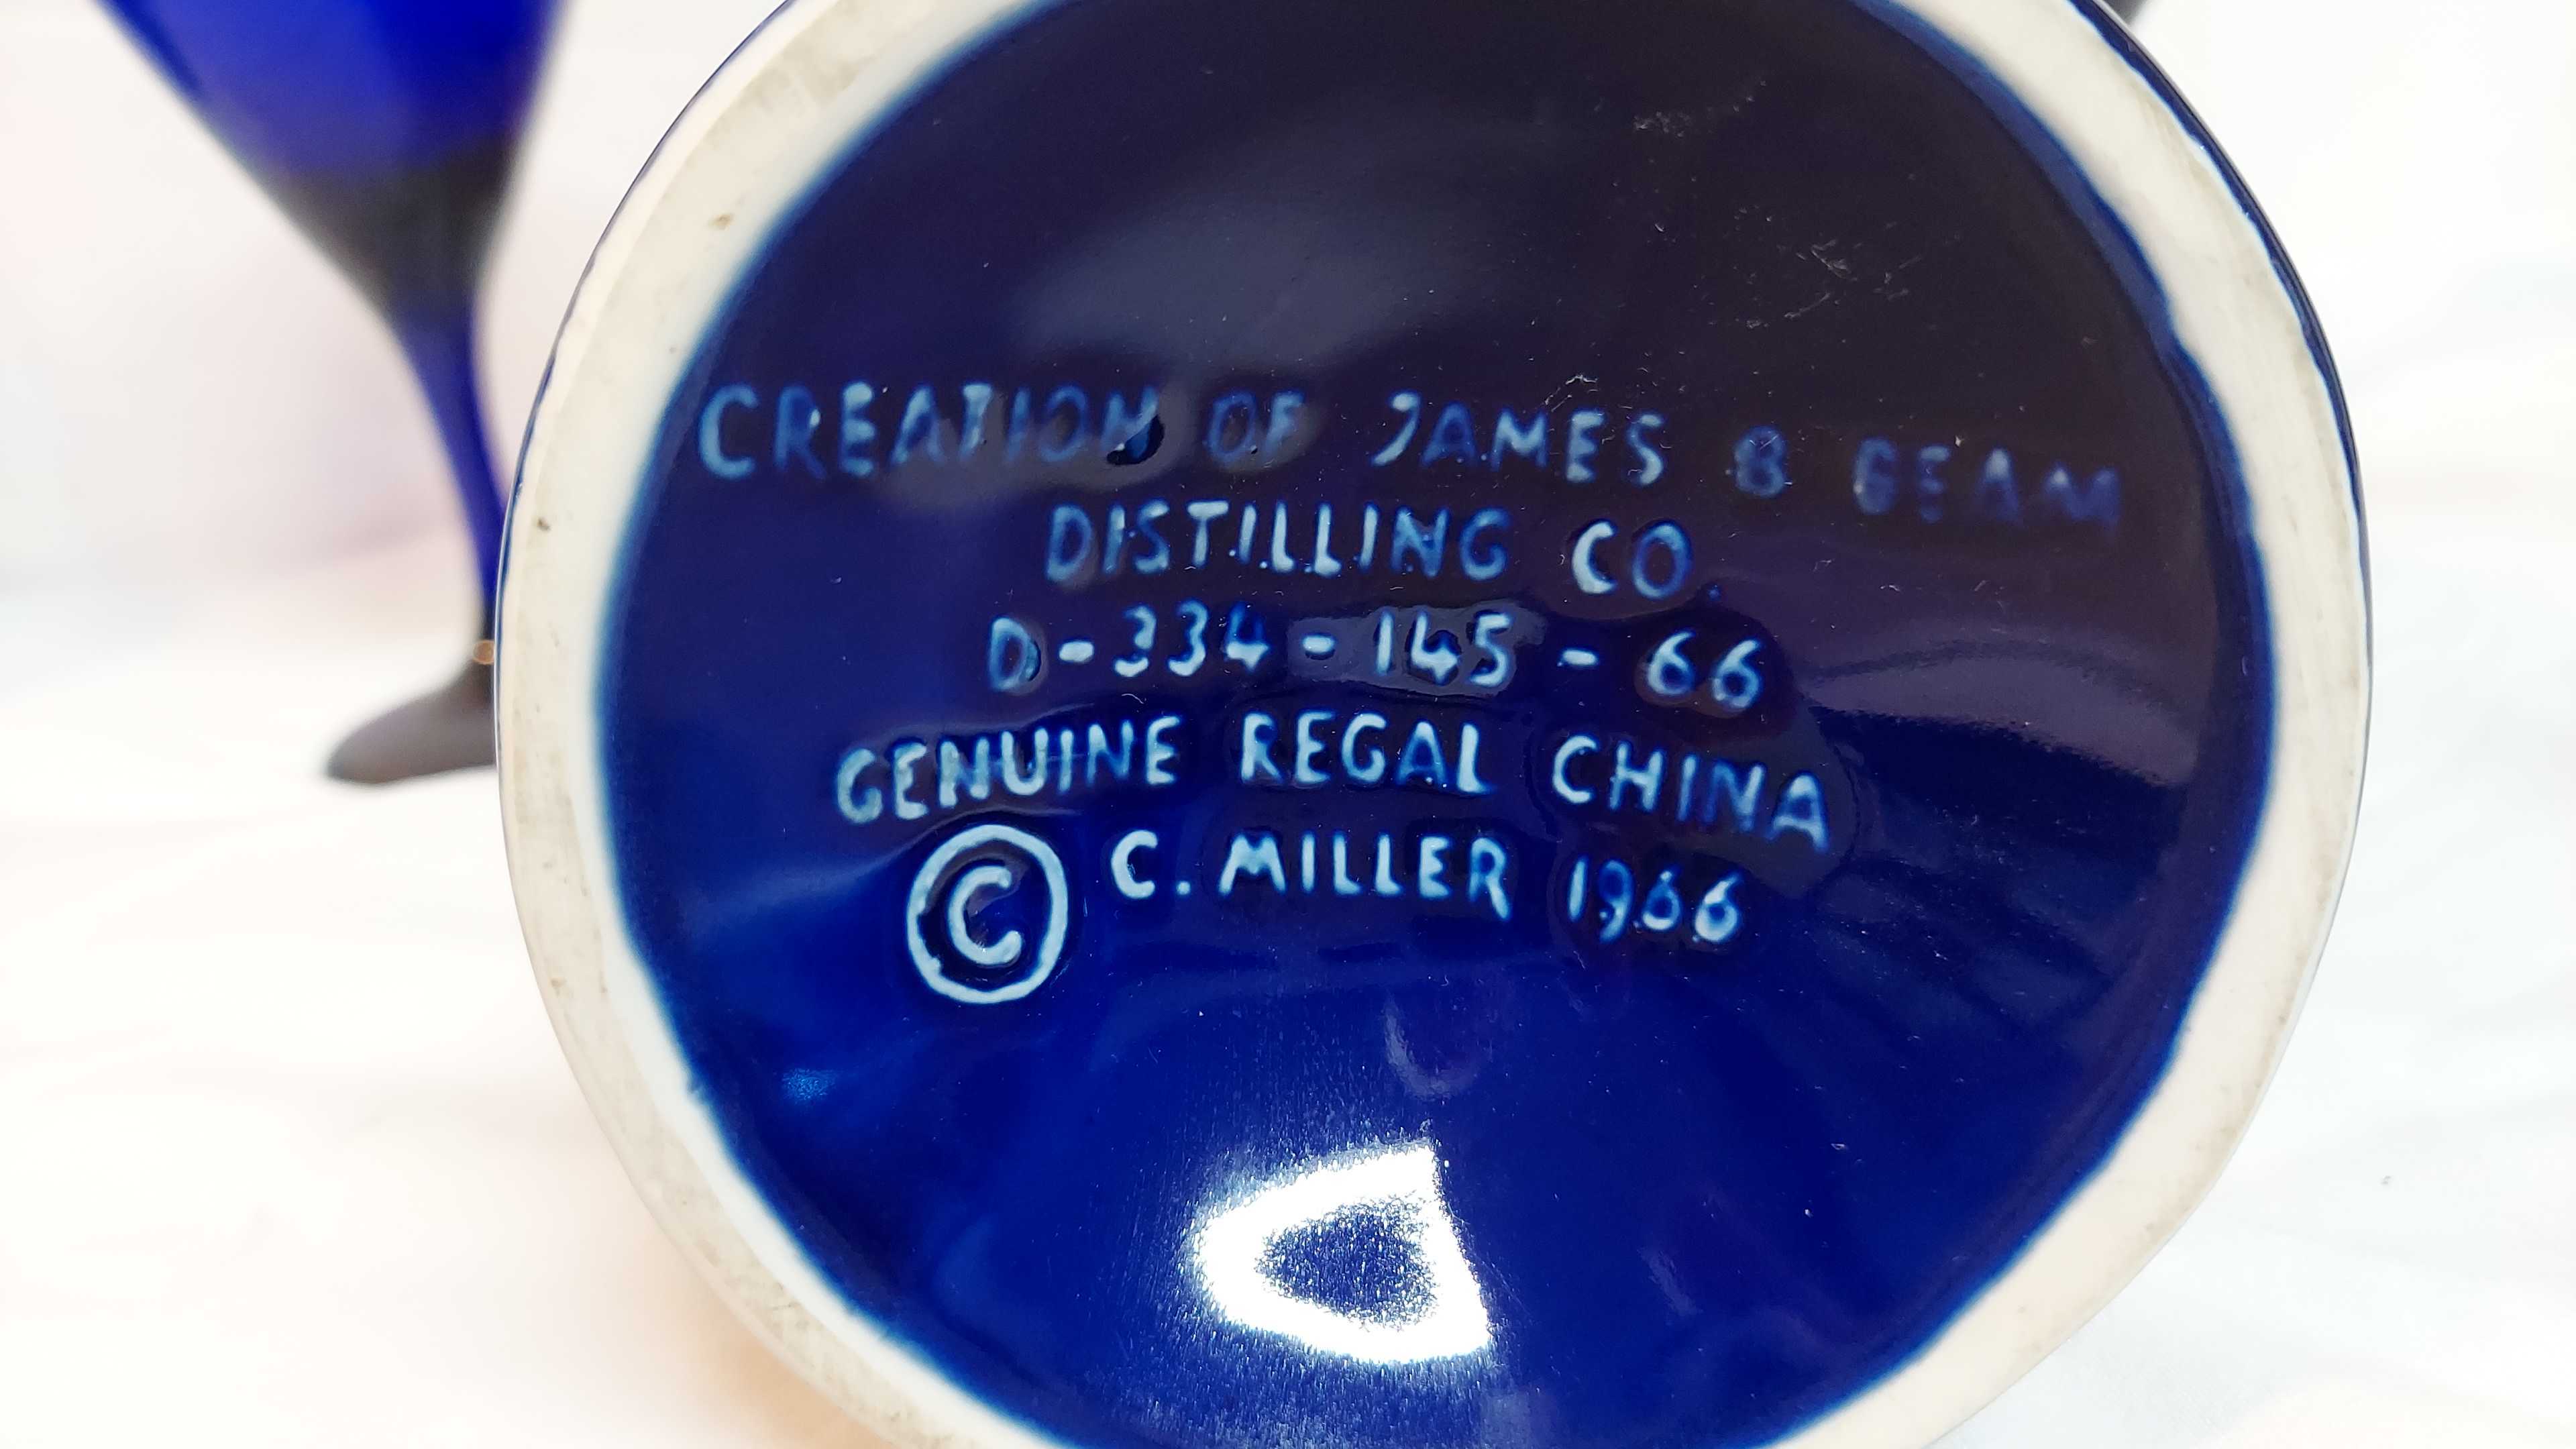 CREATION OF JAMES B BEAM
DISTILLING CO.
D-334-145-66
GENUINE REGAL CHINA
© C. MILLER 1966